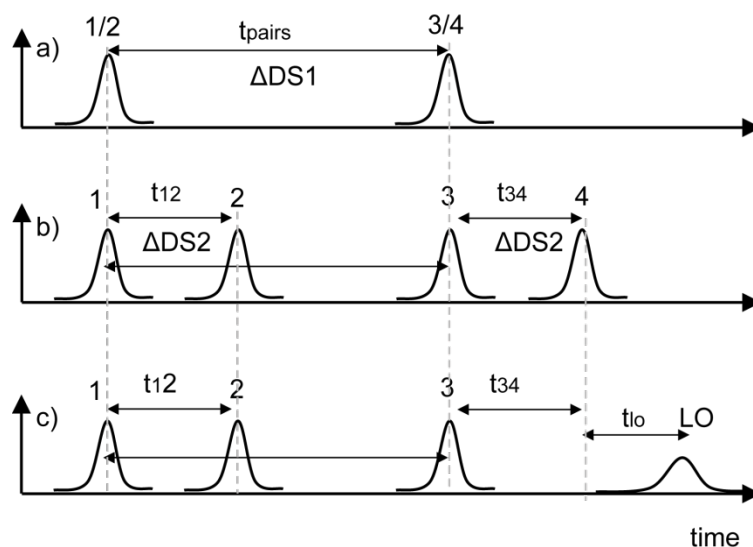 a) 1/2 tpairs 3/4
ΔDS1
b) 1 t12 2 3 t34 4
ΔDS2 ΔDS2
c) 1 t12 2 3 t34
tlo LO
time